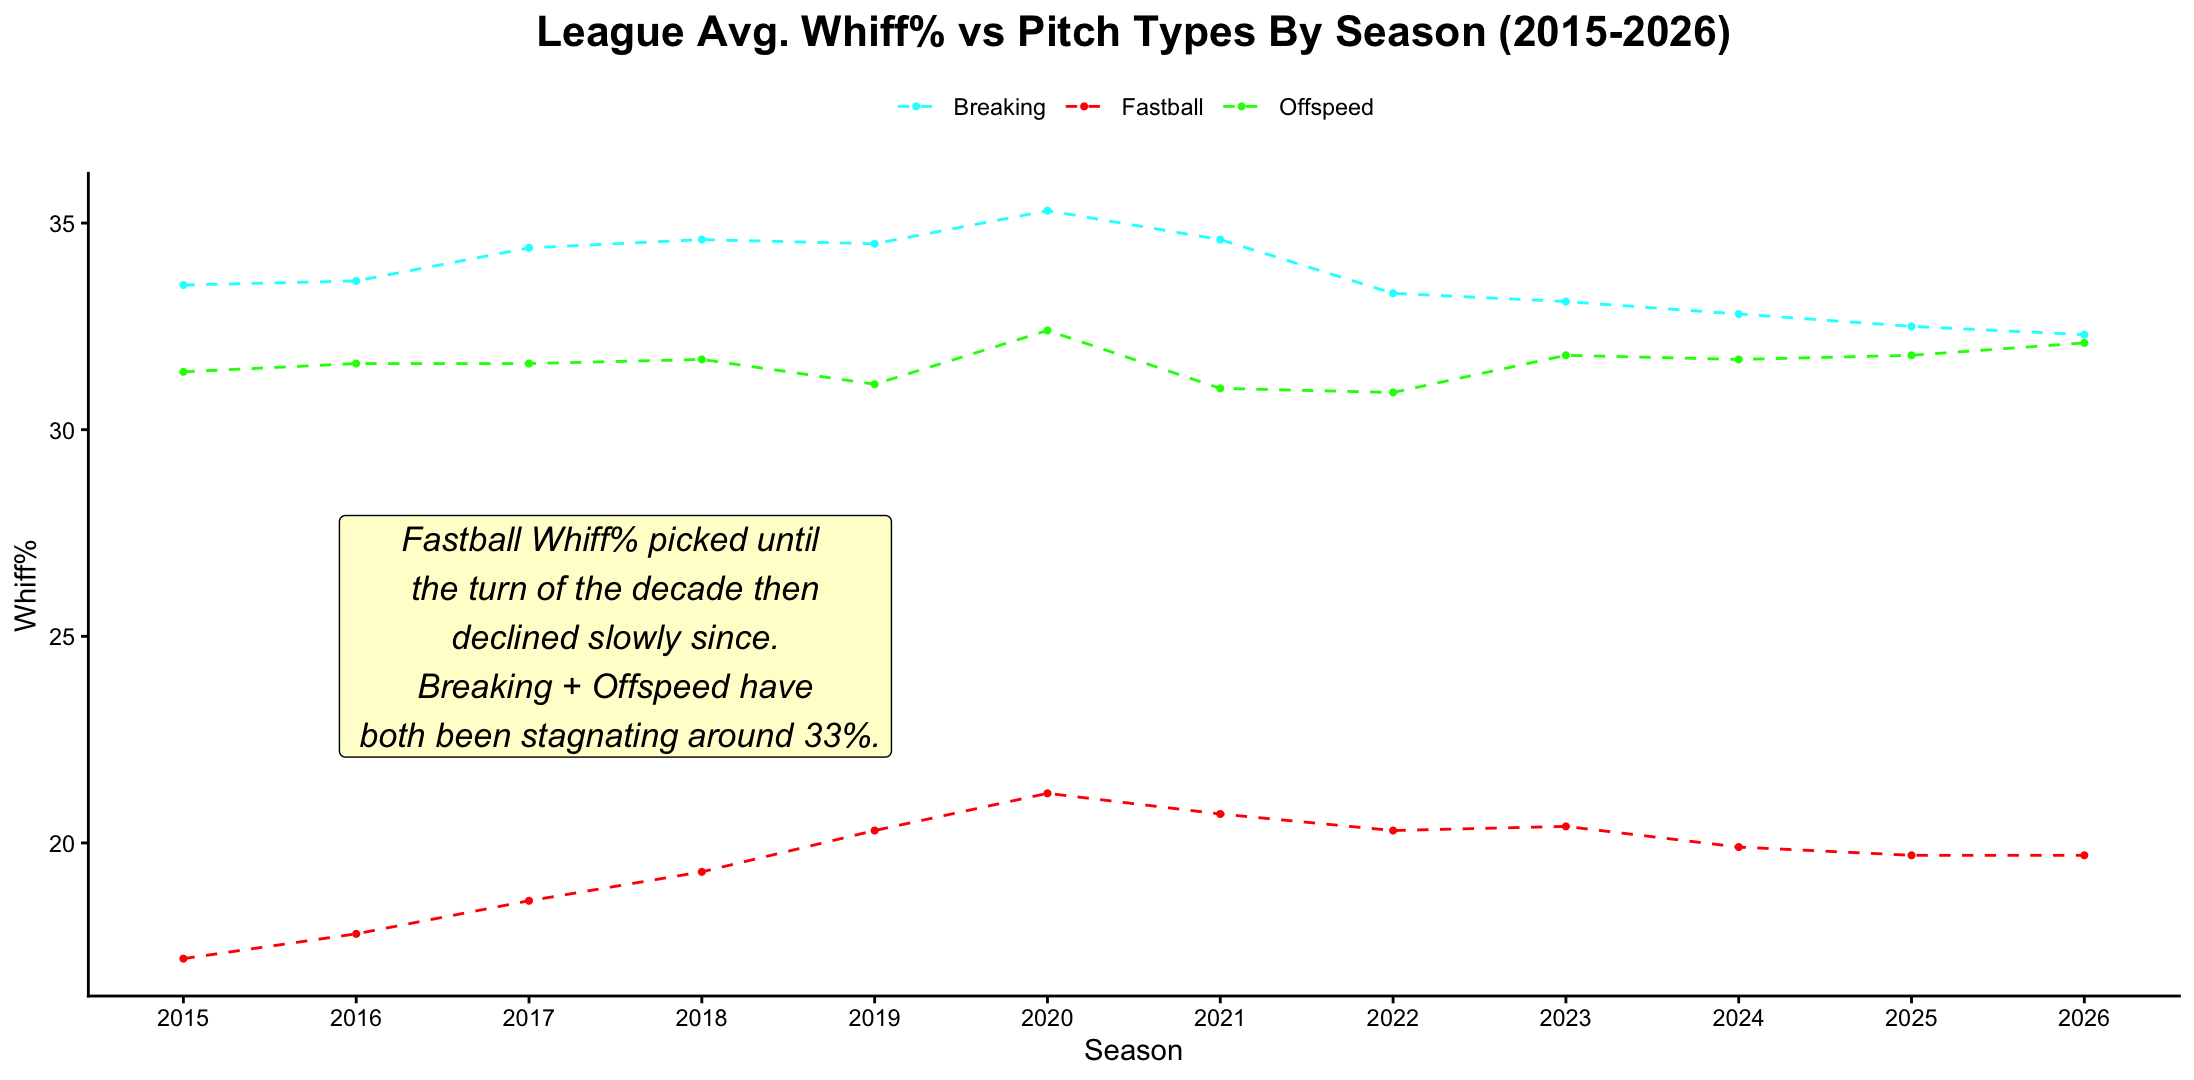 League Avg. Whiff% vs Pitch Types By Season (2015-2026)
Breaking Fastball Offspeed
35
30
25
20
Whiff%
Fastball Whiff% picked until
the turn of the decade then
declined slowly since.
Breaking + Offspeed have
both been stagnating around 33%.
2015 2016 2017 2018 2019 2020 2021 2022 2023 2024 2025 2026
Season